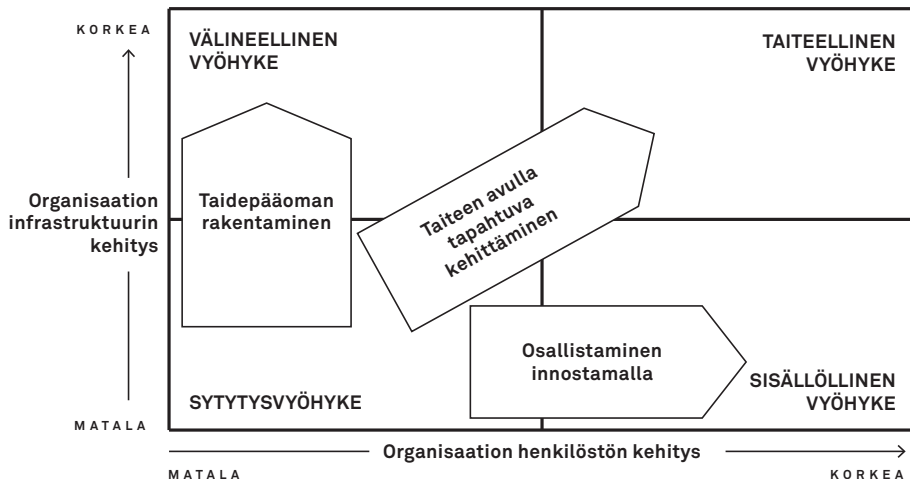 KORKEA
VÄLINEELLINEN
VYÖHYKE
TAITEELLINEN
VYÖHYKE
Organisaation
infrastruktuurin
kehitys
Taidepääoman
rakentaminen
Taiteen avulla
tapahtuva
kehittäminen
Osallistaminen
innostamalla
SYTYTYSVYÖHYKE
SISÄLLÖLLINEN
VYÖHYKE
MATALA
Organisaation henkilöstön kehitys
MATALA
KORKEA